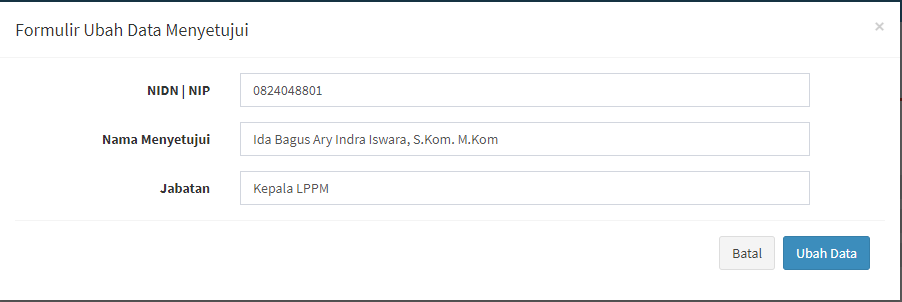 Formulir Ubah Data Menyetujui ×
NIDN | NIP 0824048801
Nama Menyetujui Ida Bagus Ary Indra Iswara, S.Kom. M.Kom
Jabatan Kepala LPPM
Batal Ubah Data